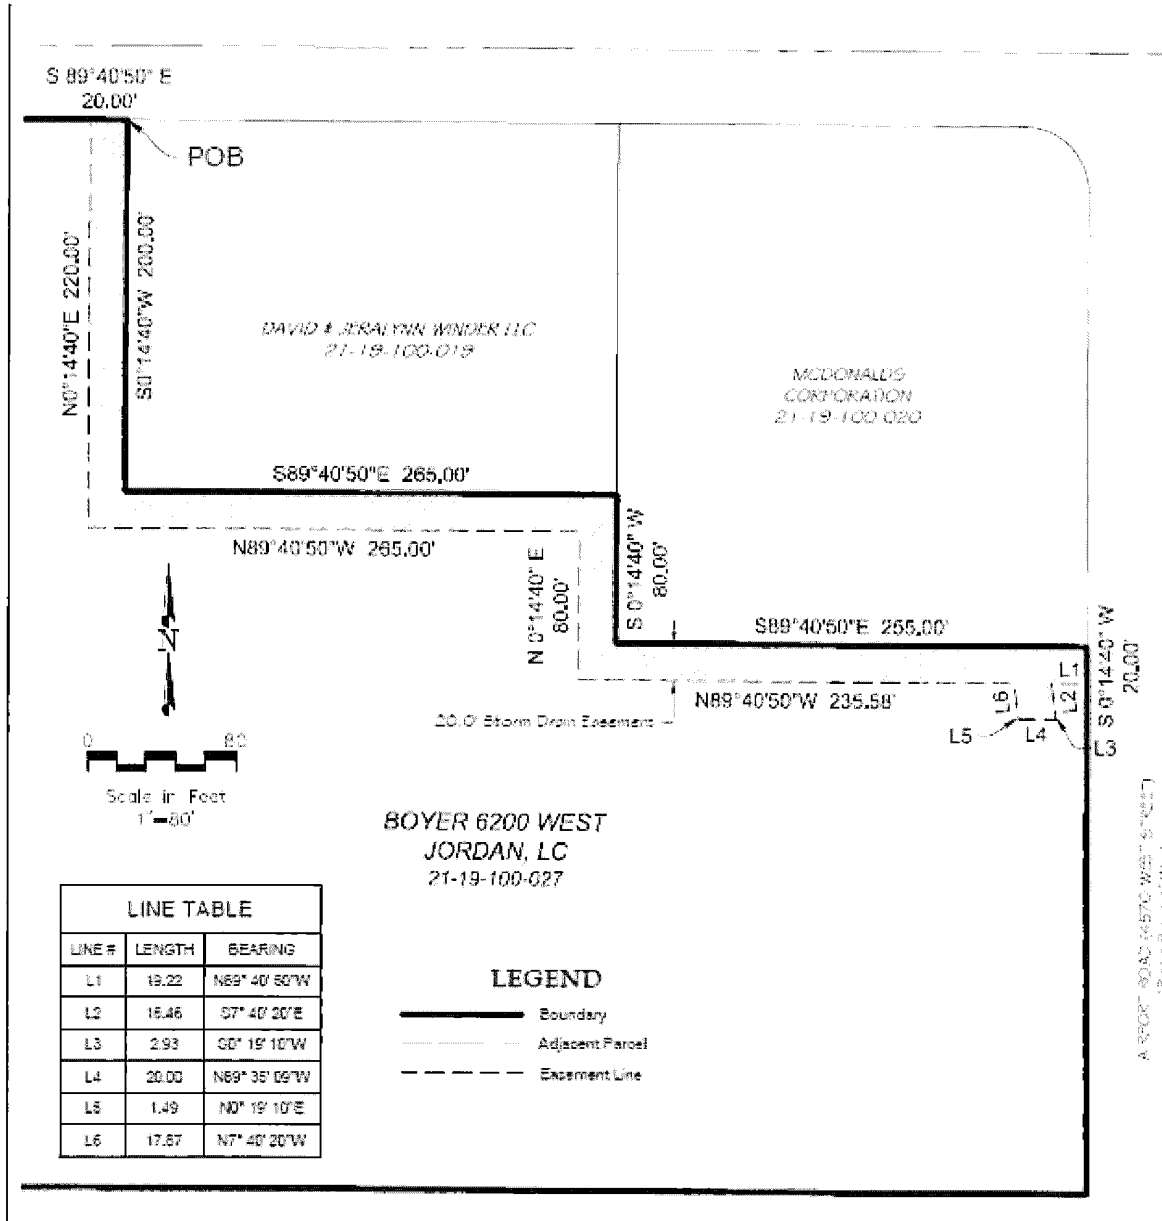 S 89°40'50" E
20.00'
POB
N0°14'40"E 220.00'
S0°14'40"W 200.00'
DAVID & JERALYNN WINDER LLC
21-19-100-019
MCDONALDS
CORPORATION
21-19-100-020
S89°40'50"E 265.00'
N89°40'50"W 265.00'
N 0°14'40" E
80.00'
S 0°14'40" W
80.00'
S89°40'50"E 255.00'
S 0°14'40" W
20.00'
L1
L2
L6
N89°40'50"W 235.58'
20.0' Storm Drain Easement
L5
L4
L3
N
0 80
Scale in Feet
1"=80'
BOYER 6200 WEST
JORDAN, LC
21-19-100-027
AIRPORT ROAD (4570 WEST STREET)
LINE TABLE
LINE # LENGTH BEARING
L1 19.22 N89° 40' 50"W
L2 16.46 S7° 40' 20"E
L3 2.93 S0° 19' 10"W
L4 20.00 N89° 35' 09"W
L5 1.49 N0° 19' 10"E
L6 17.87 N7° 40' 20"W
LEGEND
Boundary
Adjacent Parcel
Easement Line